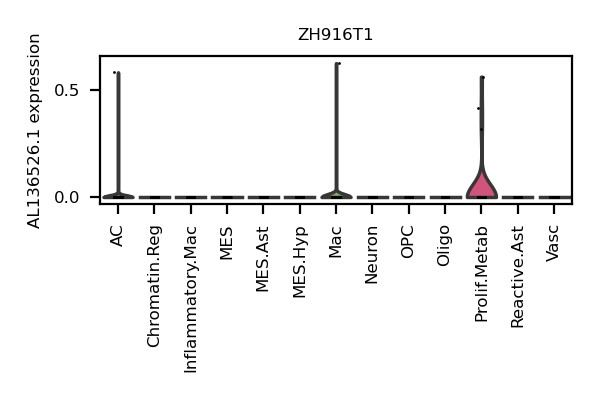 ZH916T1
AL136526.1 expression
0.5
0.0
AC
Chromatin.Reg
Inflammatory.Mac
MES
MES.Ast
MES.Hyp
Mac
Neuron
OPC
Oligo
Prolif.Metab
Reactive.Ast
Vasc